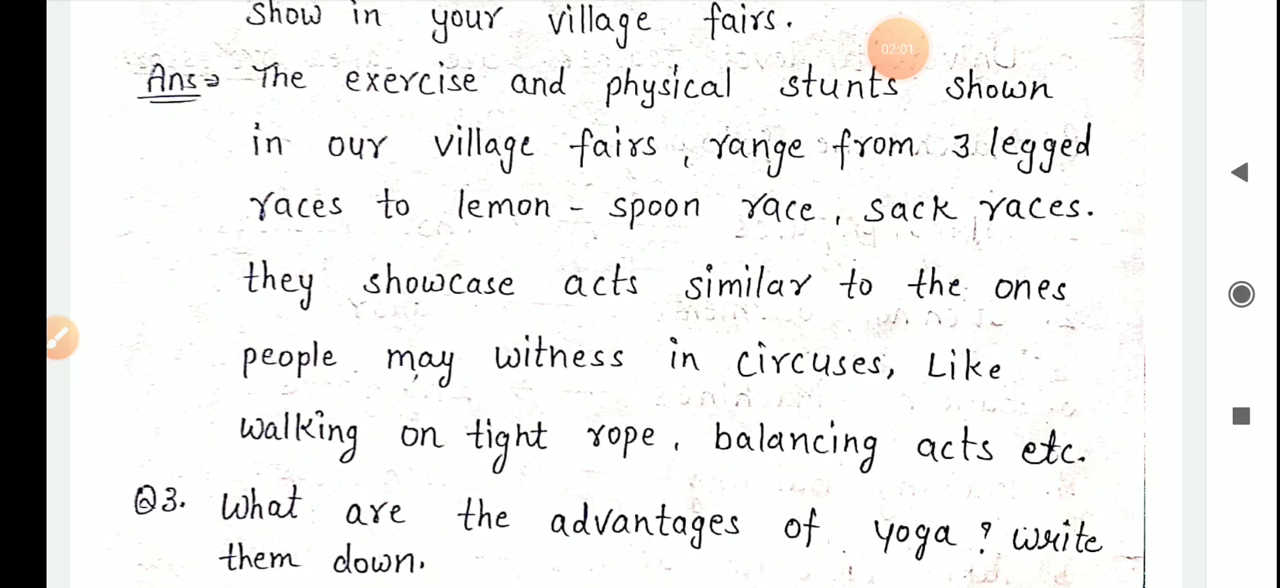 show in your village fairs.
02:01
Ans → The exercise and physical stunts shown
in our village fairs, range from 3 legged
races to lemon - spoon race, sack races.
they showcase acts similar to the ones
people may witness in circuses, Like
walking on tight rope, balancing acts etc.
Q3. What are the advantages of yoga? write
them down.